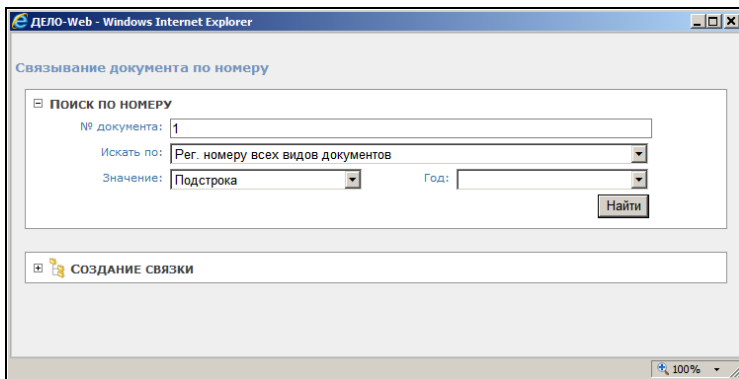 ДЕЛО-Web - Windows Internet Explorer
Связывание документа по номеру
ПОИСК ПО НОМЕРУ
№ документа: 1
Искать по: Рег. номеру всех видов документов
Значение: Подстрока Год:
Найти
СОЗДАНИЕ СВЯЗКИ
100%